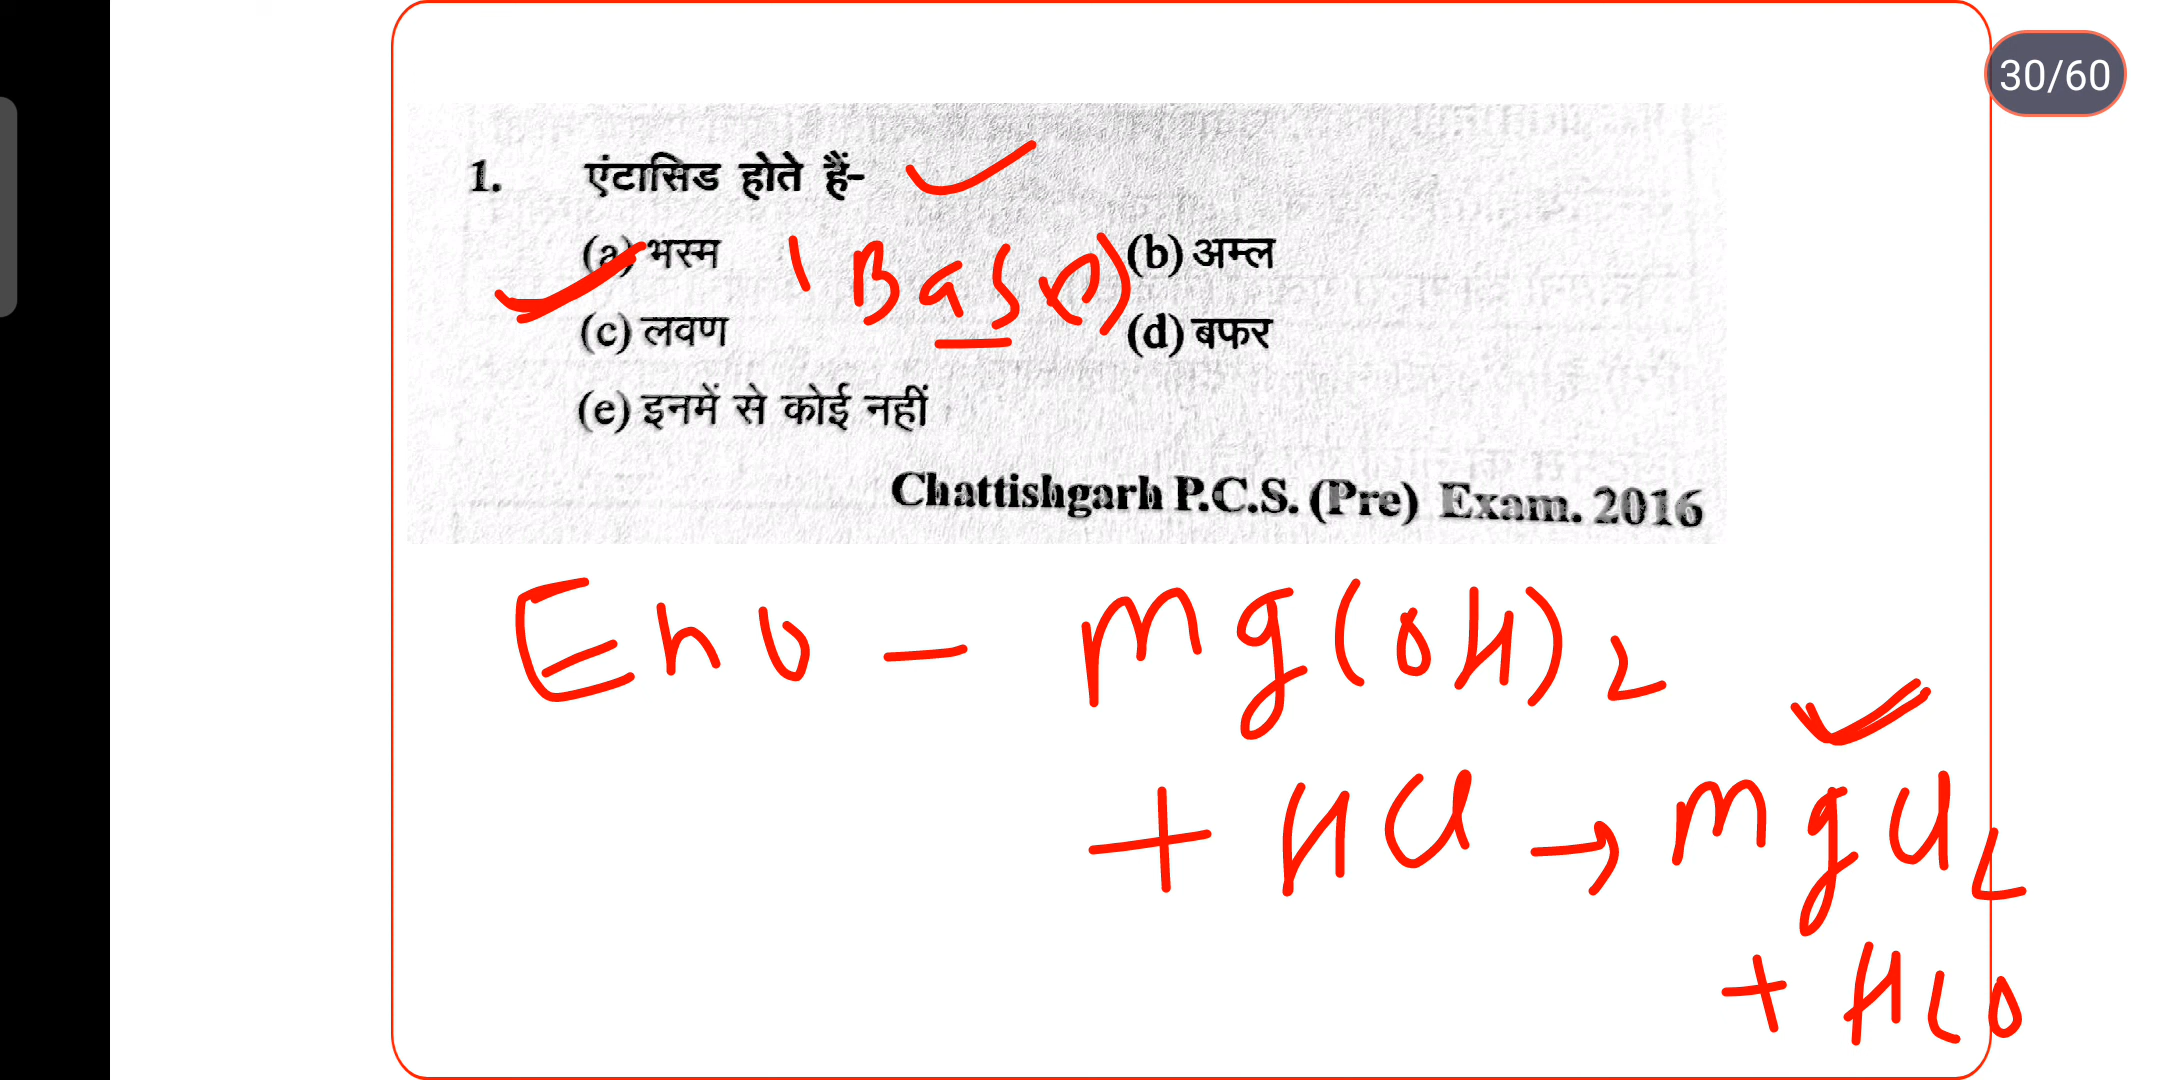 30/60
1. एंटासिड होते हैं-
(a) भस्म (Base) (b) अम्ल
(c) लवण (d) बफर
(e) इनमें से कोई नहीं
Chattishgarh P.C.S. (Pre) Exam. 2016
Eno - Mg(OH)2
+ HCl → MgCl2
+ H2O